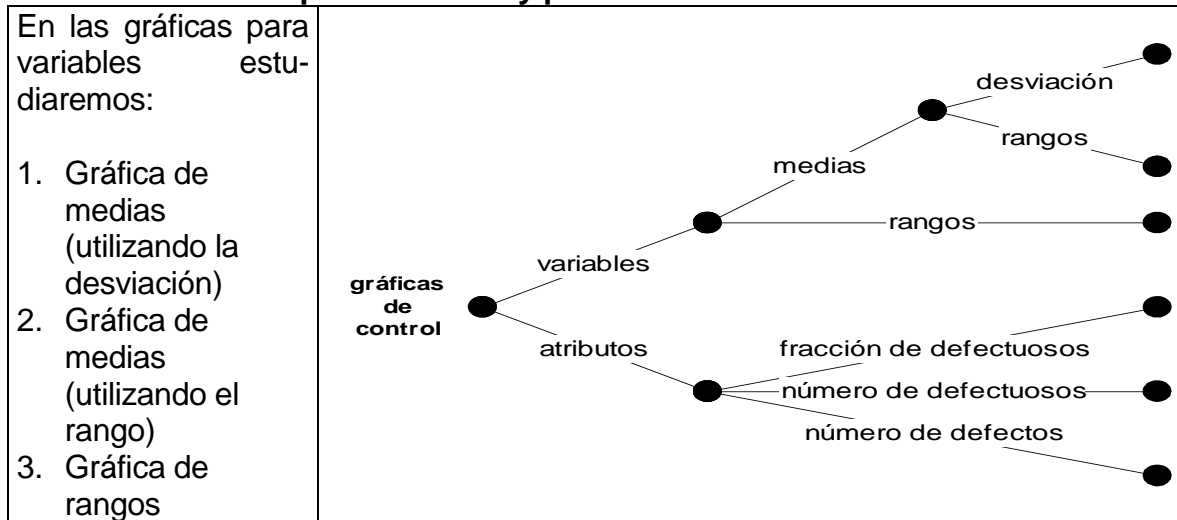 En las gráficas para
variables estu-
diaremos:
1. Gráfica de
medias
(utilizando la
desviación)
2. Gráfica de
medias
(utilizando el
rango)
3. Gráfica de
rangos
desviación
rangos
medias
rangos
variables
gráficas
de
control
atributos
fracción de defectuosos
número de defectuosos
número de defectos